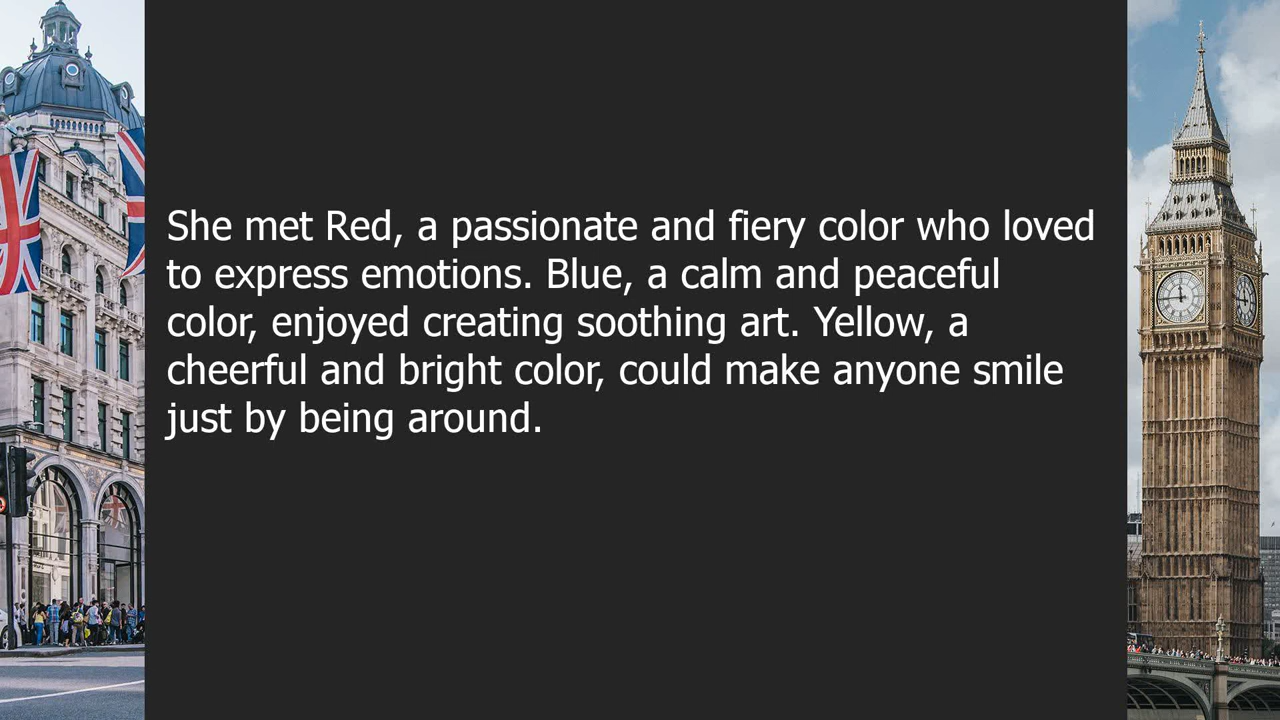 She met Red, a passionate and fiery color who loved
to express emotions. Blue, a calm and peaceful
color, enjoyed creating soothing art. Yellow, a
cheerful and bright color, could make anyone smile
just by being around.